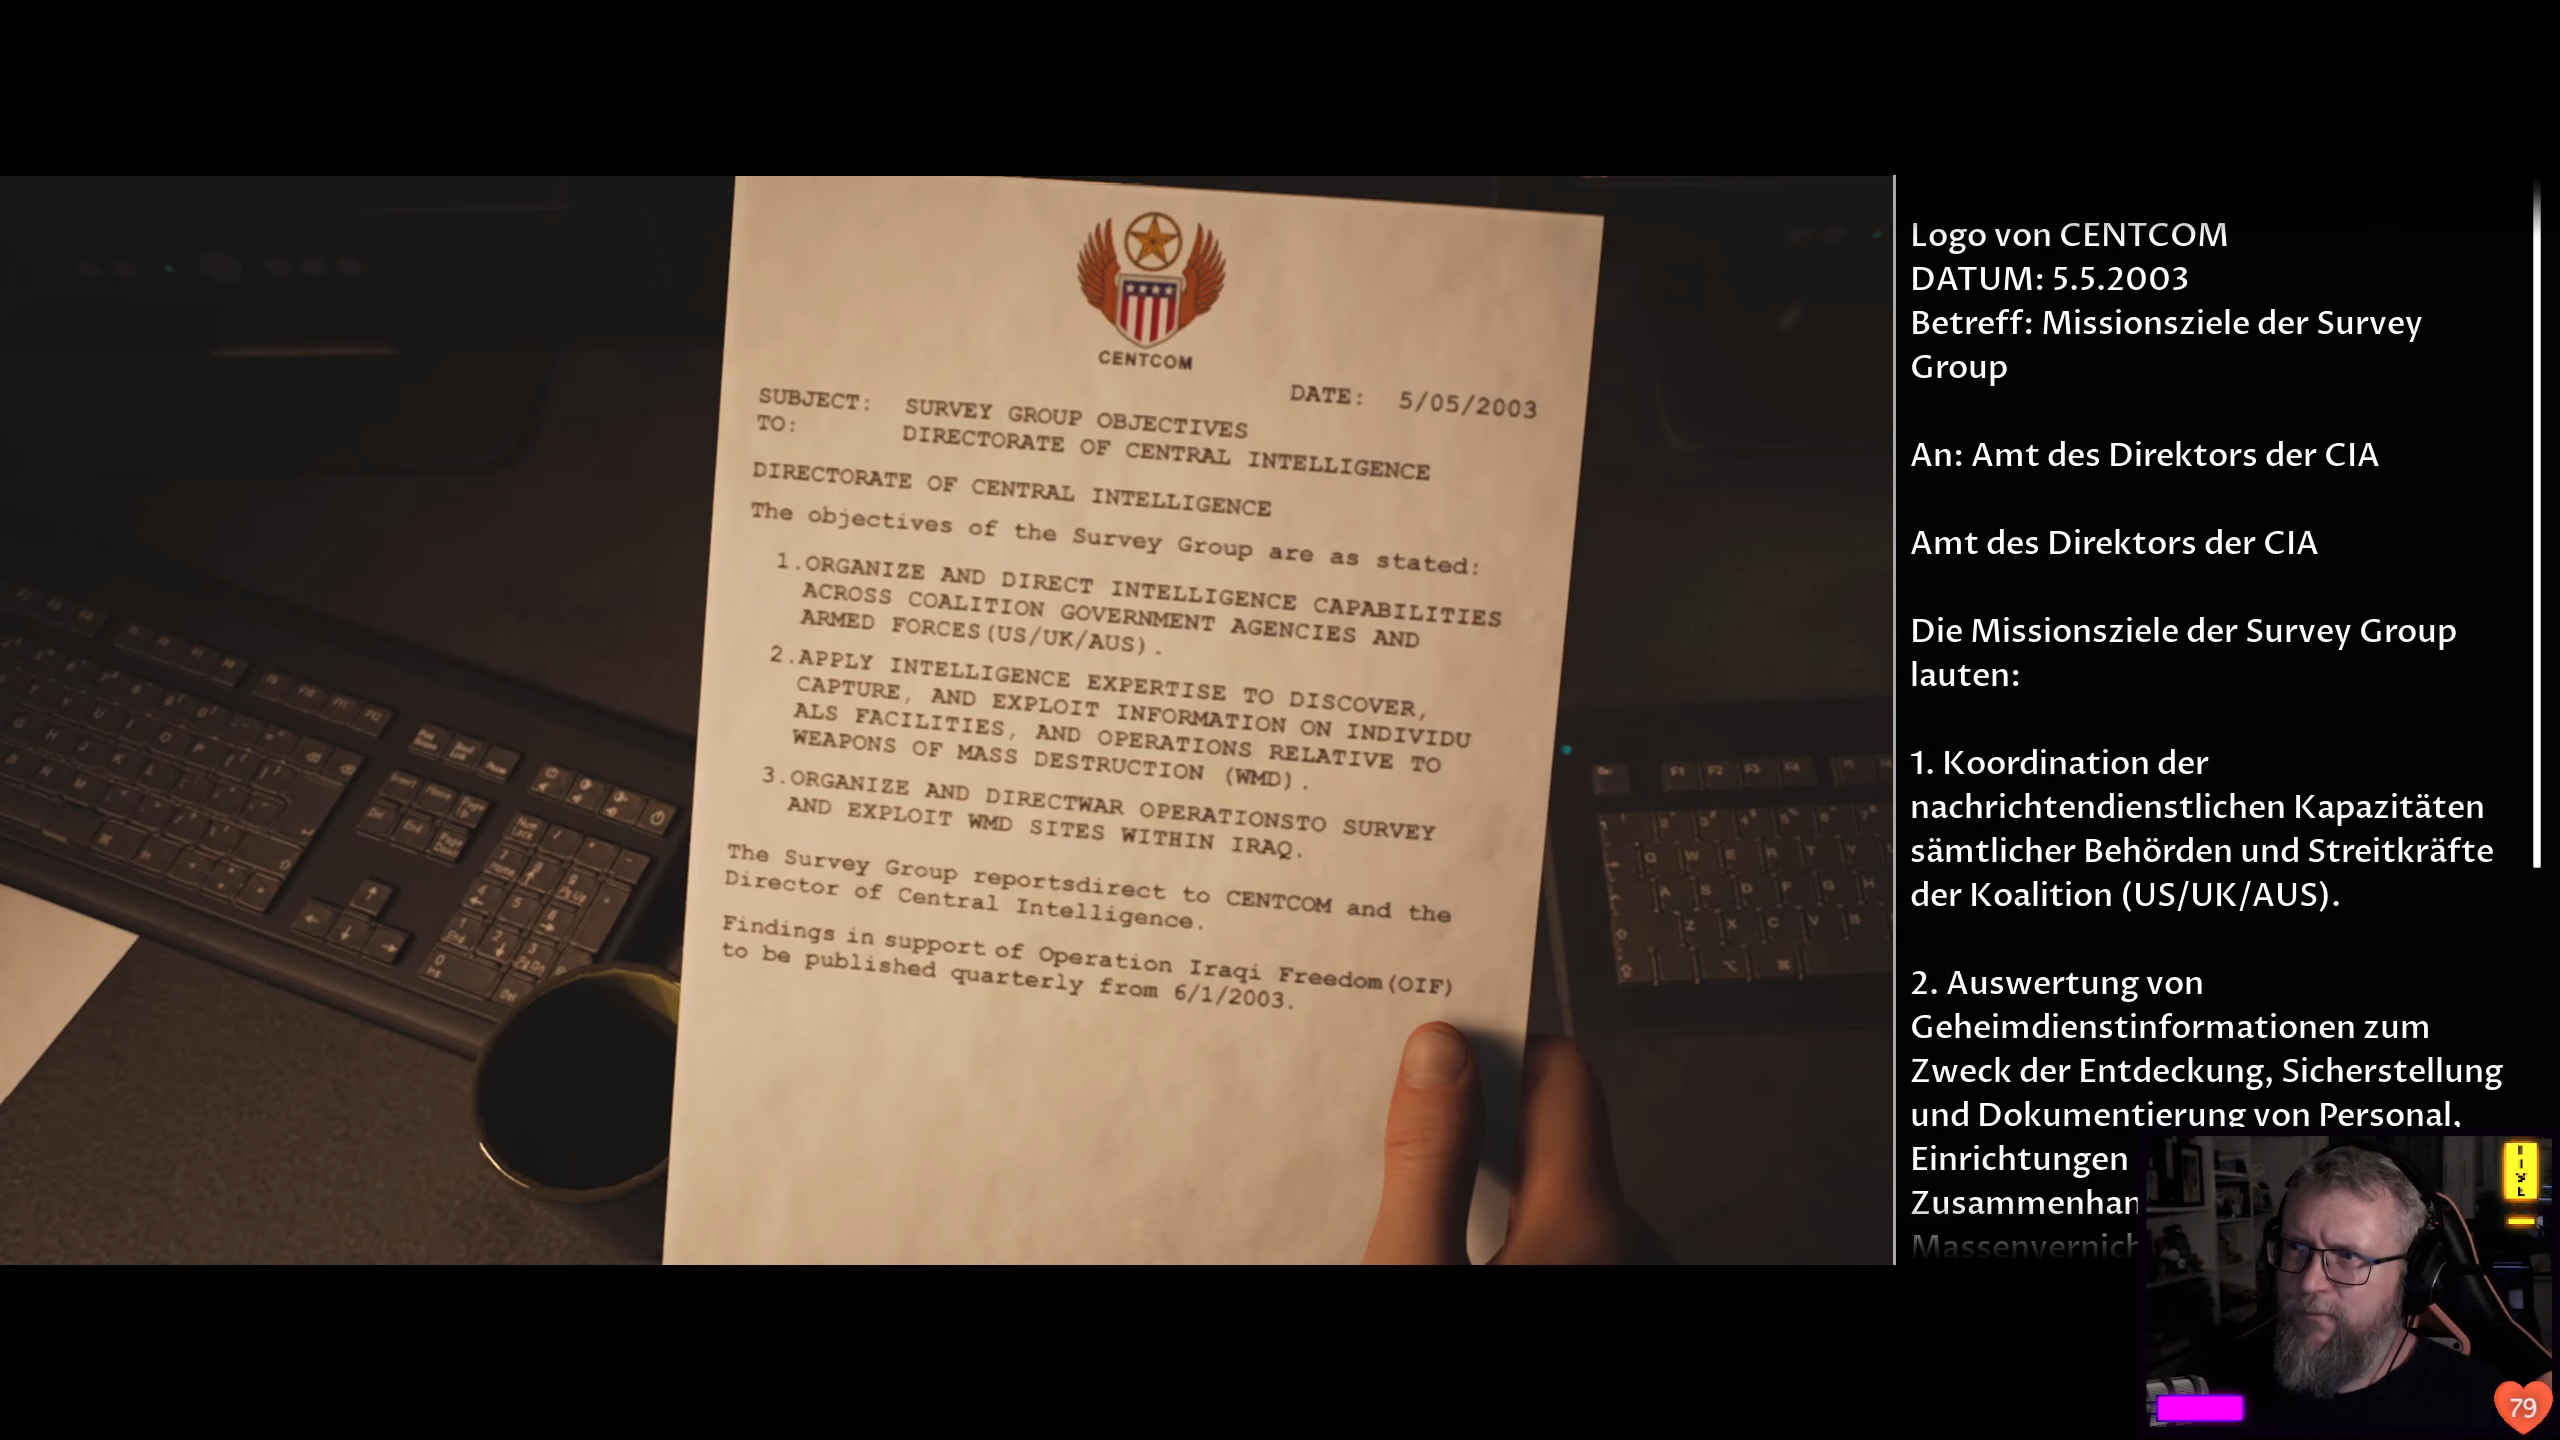 CENTCOM
DATE: 5/05/2003
SUBJECT: SURVEY GROUP OBJECTIVES
TO: DIRECTORATE OF CENTRAL INTELLIGENCE
DIRECTORATE OF CENTRAL INTELLIGENCE
The objectives of the Survey Group are as stated:
1.ORGANIZE AND DIRECT INTELLIGENCE CAPABILITIES
ACROSS COALITION GOVERNMENT AGENCIES AND
ARMED FORCES(US/UK/AUS).
2.APPLY INTELLIGENCE EXPERTISE TO DISCOVER,
CAPTURE, AND EXPLOIT INFORMATION ON INDIVIDU
ALS FACILITIES, AND OPERATIONS RELATIVE TO
WEAPONS OF MASS DESTRUCTION (WMD).
3.ORGANIZE AND DIRECTWAR OPERATIONSTO SURVEY
AND EXPLOIT WMD SITES WITHIN IRAQ.
The Survey Group reportsdirect to CENTCOM and the
Director of Central Intelligence.
Findings in support of Operation Iraqi Freedom(OIF)
to be published quarterly from 6/1/2003.
Logo von CENTCOM
DATUM: 5.5.2003
Betreff: Missionsziele der Survey
Group
An: Amt des Direktors der CIA
Amt des Direktors der CIA
Die Missionsziele der Survey Group
lauten:
1. Koordination der
nachrichtendienstlichen Kapazitäten
sämtlicher Behörden und Streitkräfte
der Koalition (US/UK/AUS).
2. Auswertung von
Geheimdienstinformationen zum
Zweck der Entdeckung, Sicherstellung
und Dokumentierung von Personal,
Einrichtungen
Zusammenhan
Massenvernich
79